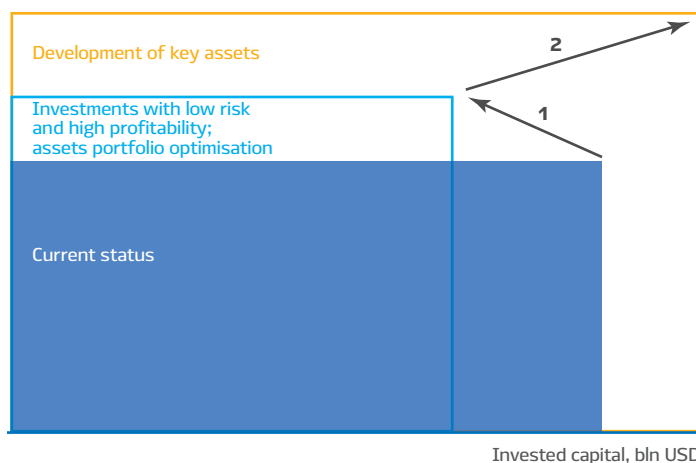 Development of key assets
2
Investments with low risk
and high profitability;
assets portfolio optimisation
1
Current status
Invested capital, bln USD